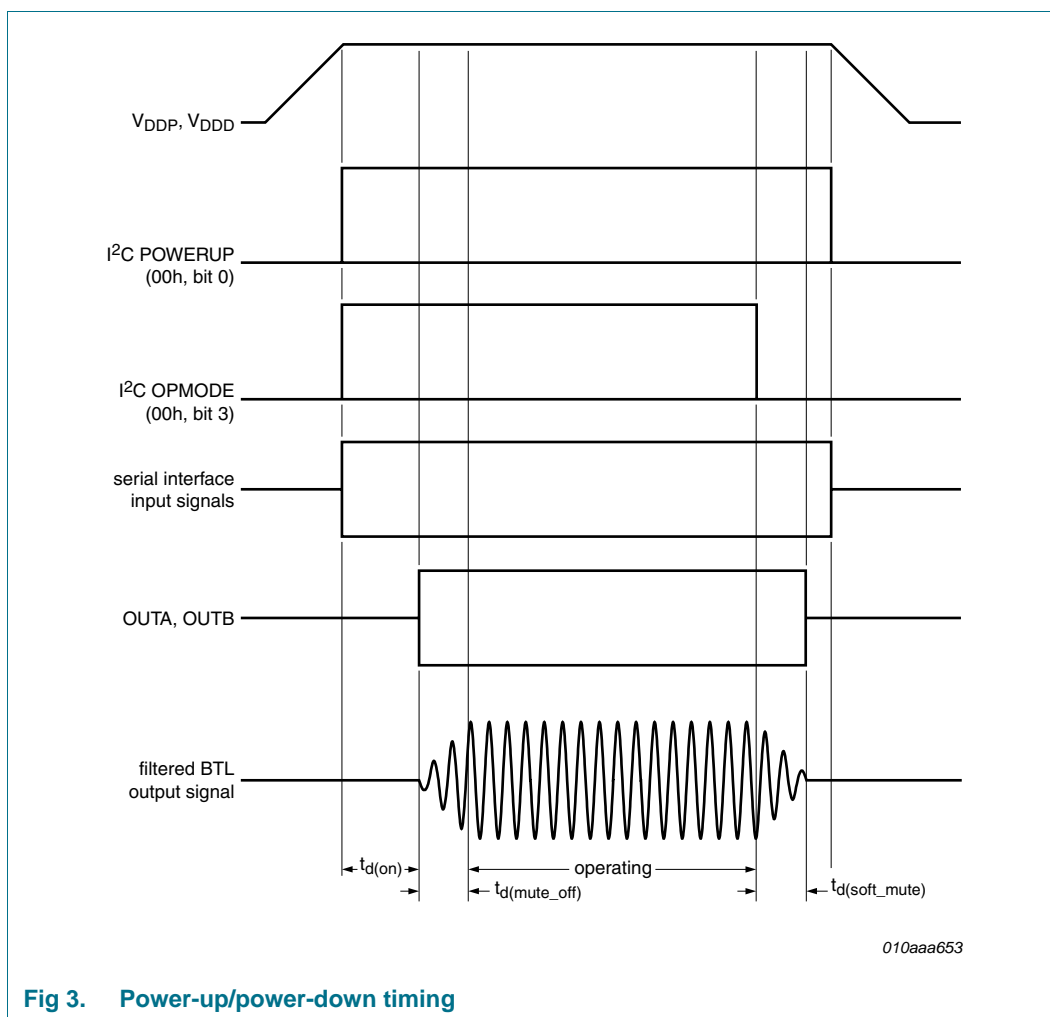 VDDP, VDDD
I2C POWERUP
(00h, bit 0)
I2C OPMODE
(00h, bit 3)
serial interface
input signals
OUTA, OUTB
filtered BTL
output signal
td(on)
operating
td(mute_off)
td(soft_mute)
010aaa653
Fig 3. Power-up/power-down timing